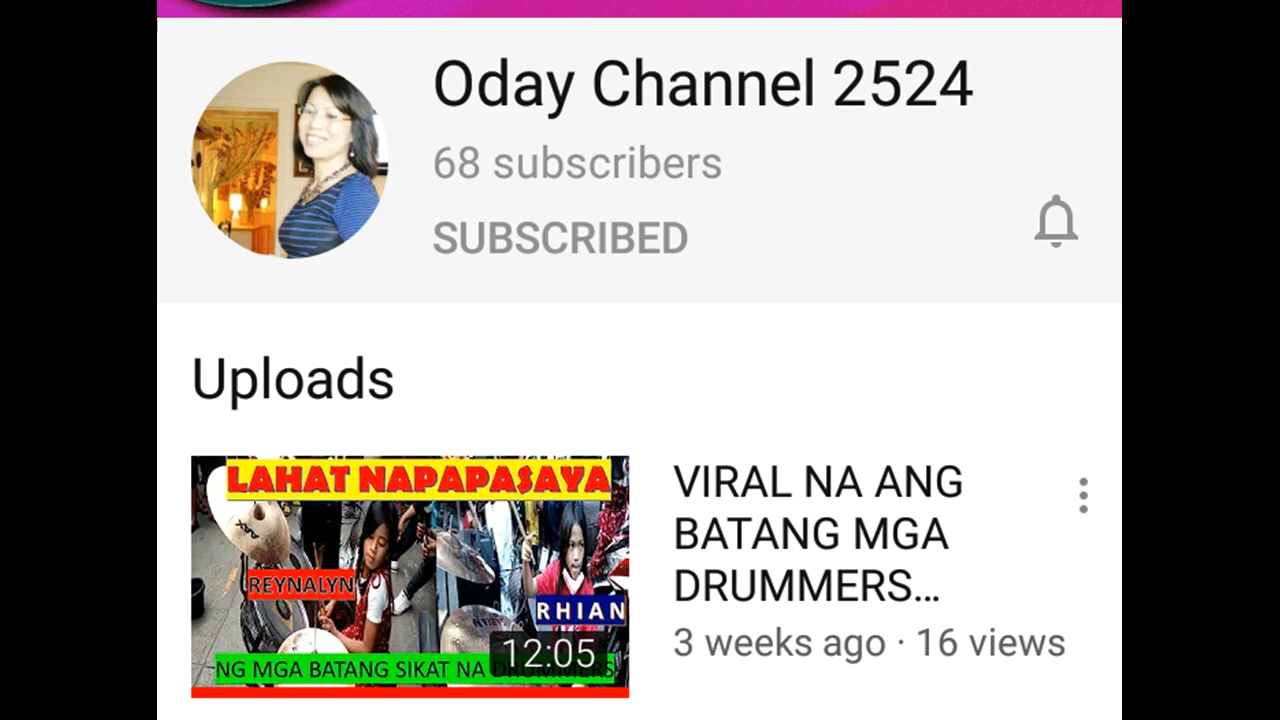 Oday Channel 2524
68 subscribers
SUBSCRIBED
Uploads
LAHAT NAPAPASAYA
REYNALYN
RHIAN
12:05
NG MGA BATANG SIKAT NA DRUMMERS
VIRAL NA ANG
BATANG MGA
DRUMMERS...
3 weeks ago · 16 views